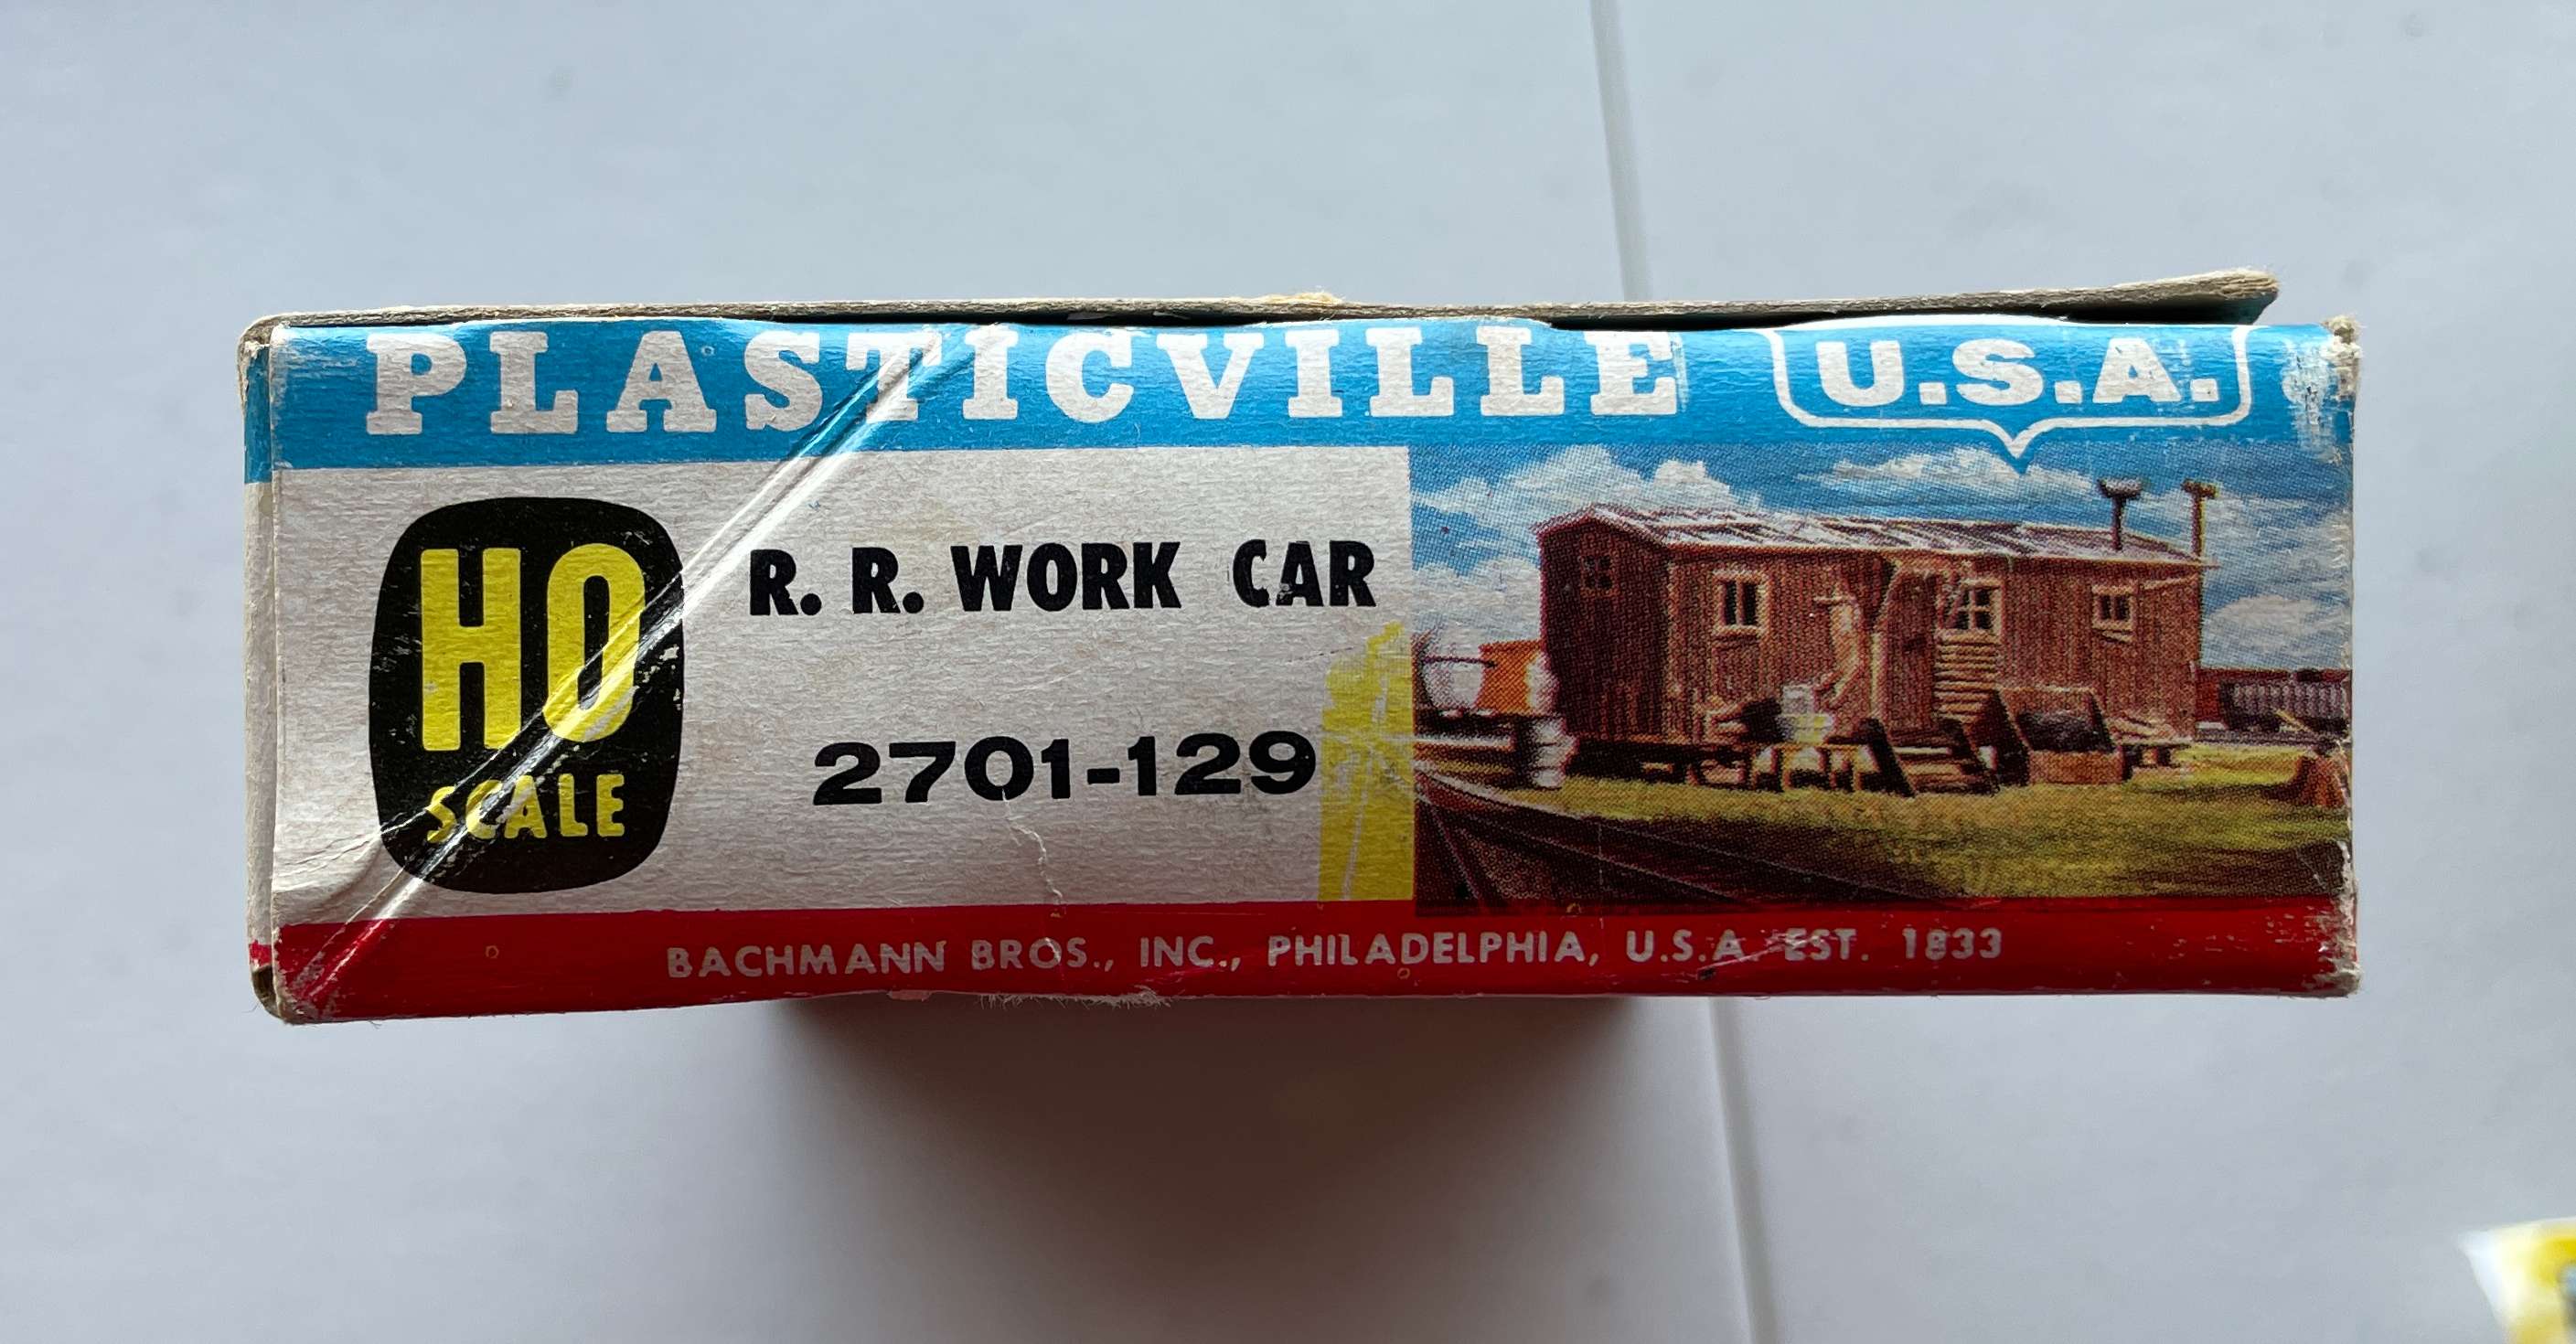 PLASTICVILLE U.S.A.
HO
SCALE
R. R. WORK CAR
2701-129
BACHMANN BROS., INC., PHILADELPHIA, U.S.A EST. 1833